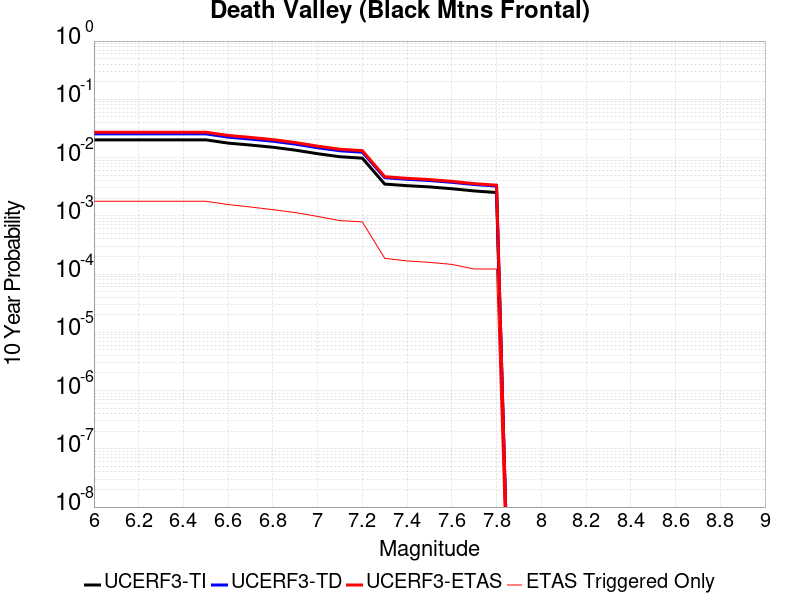 Death Valley (Black Mtns Frontal)
10^0
10^-1
10^-2
10^-3
10^-4
10^-5
10^-6
10^-7
10^-8
10 Year Probability
6 6.2 6.4 6.6 6.8 7 7.2 7.4 7.6 7.8 8 8.2 8.4 8.6 8.8 9
Magnitude
UCERF3-TI UCERF3-TD UCERF3-ETAS ETAS Triggered Only